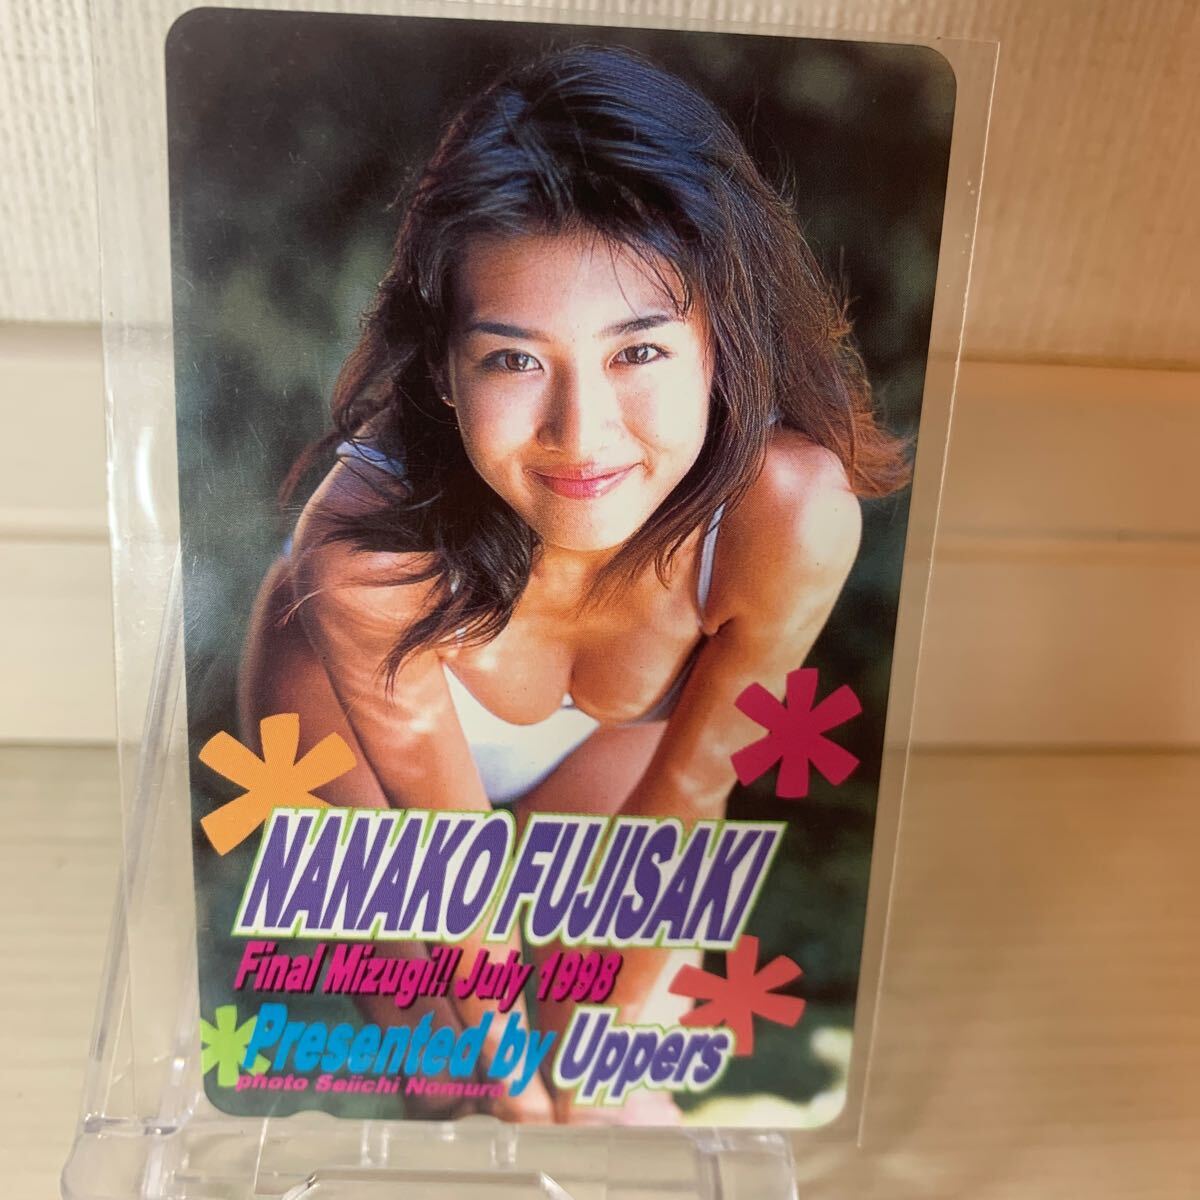 NANAKO FUJISAKI
Final Mizugi!! July 1998
Presented by Uppers
photo Seiichi Nomura